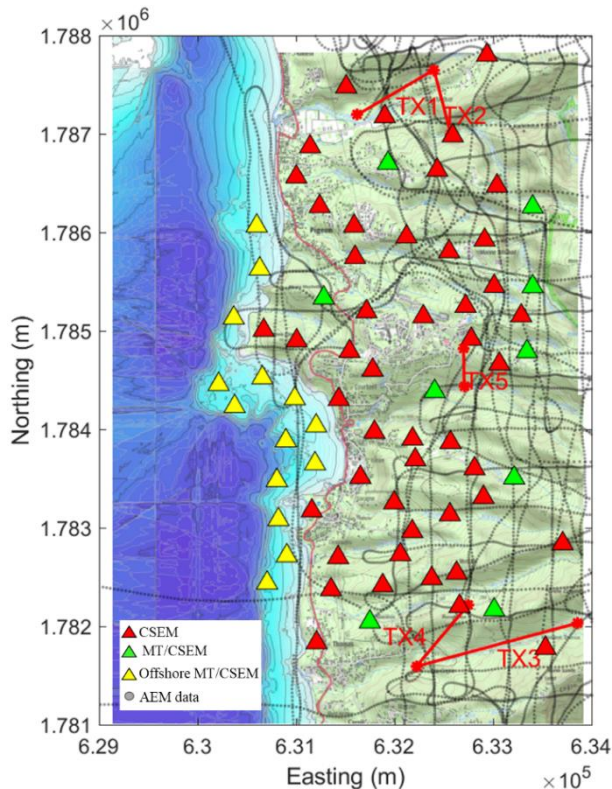 ×10⁶
1.788
1.787
1.786
1.785
1.784
1.783
1.782
1.781
Northing (m)
TX1
TX2
TX5
TX4
TX3
CSEM
MT/CSEM
Offshore MT/CSEM
AEM data
6.29
6.3
6.31
6.32
6.33
6.34
Easting (m)
×10⁵